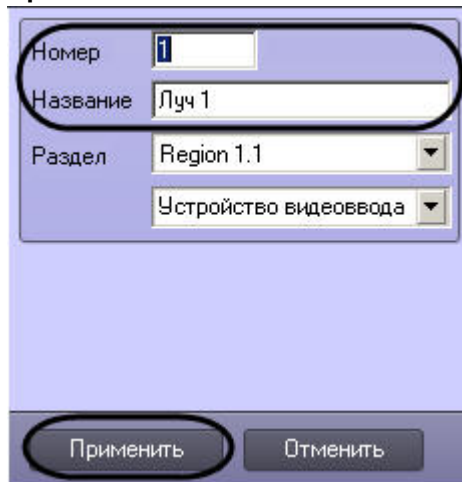 Номер 1
Название Луч 1
Раздел Region 1.1
Устройство видеоввода
Применить Отменить